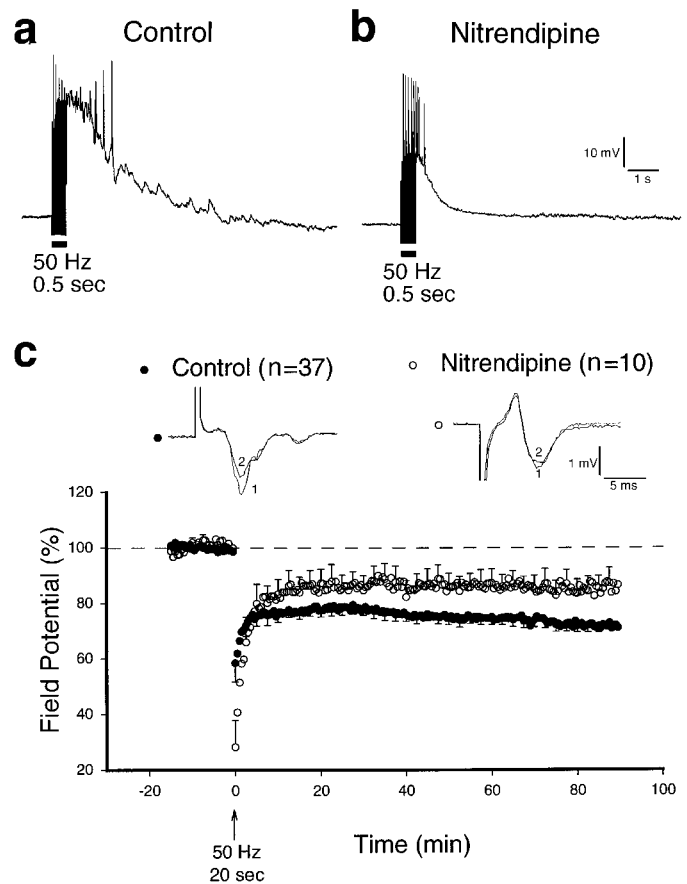 a Control
b Nitrendipine
10 mV
1 s
50 Hz
0.5 sec
50 Hz
0.5 sec
c
● Control (n=37)
○ Nitrendipine (n=10)
●
2
1
○
2
1
1 mV
5 ms
Field Potential (%)
120
100
80
60
40
20
-20 0 20 40 60 80 100
50 Hz
20 sec
Time (min)